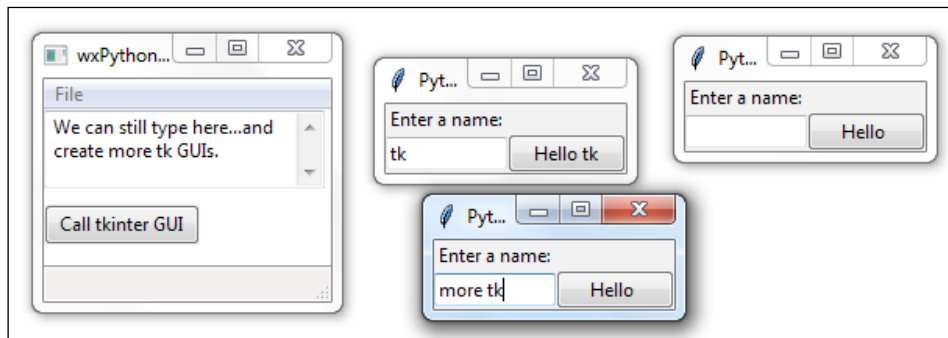 wxPython...
File
We can still type here...and
create more tk GUIs.
Call tkinter GUI
Pyt...
Enter a name:
tk
Hello tk
Pyt...
Enter a name:
Hello
Pyt...
Enter a name:
more tk
Hello